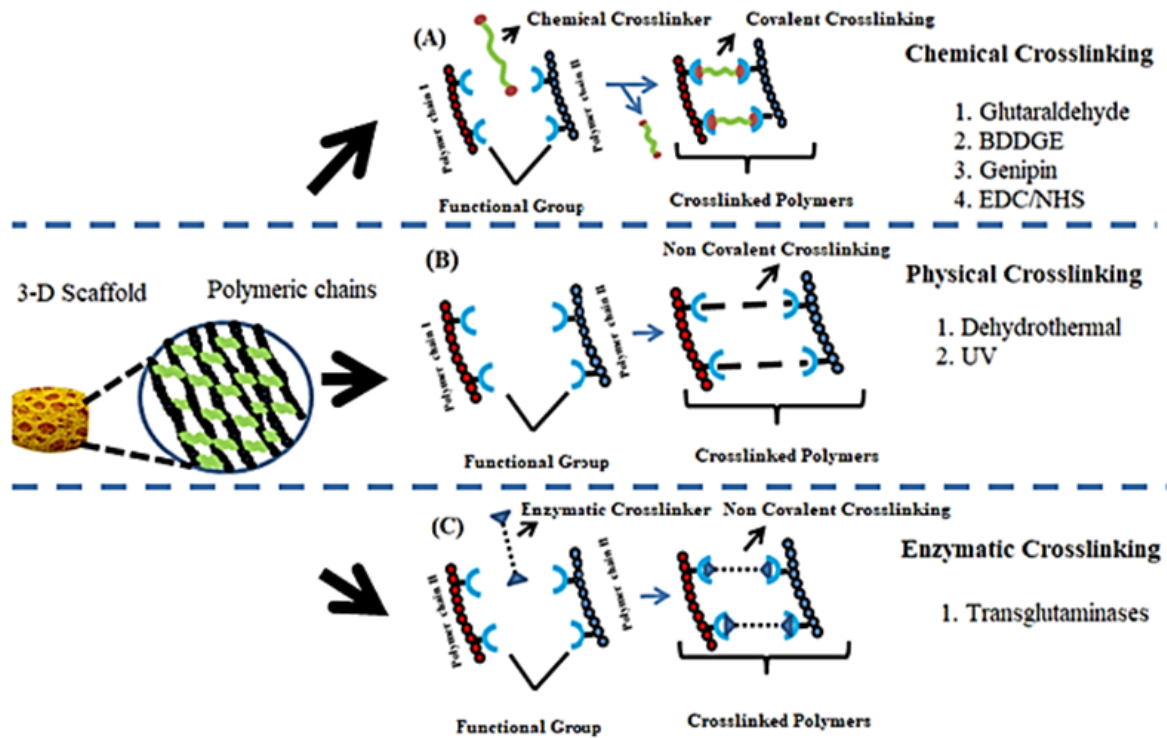 (A)
Chemical Crosslinker
Covalent Crosslinking
Polymer chain I
Polymer chain II
Functional Group
Crosslinked Polymers
Chemical Crosslinking
1. Glutaraldehyde
2. BDDGE
3. Genipin
4. EDC/NHS
3-D Scaffold
Polymeric chains
(B)
Non Covalent Crosslinking
Polymer chain I
Polymer chain II
Functional Group
Crosslinked Polymers
Physical Crosslinking
1. Dehydrothermal
2. UV
(C)
Enzymatic Crosslinker
Non Covalent Crosslinking
Polymer chain II
Polymer chain II
Functional Group
Crosslinked Polymers
Enzymatic Crosslinking
1. Transglutaminases